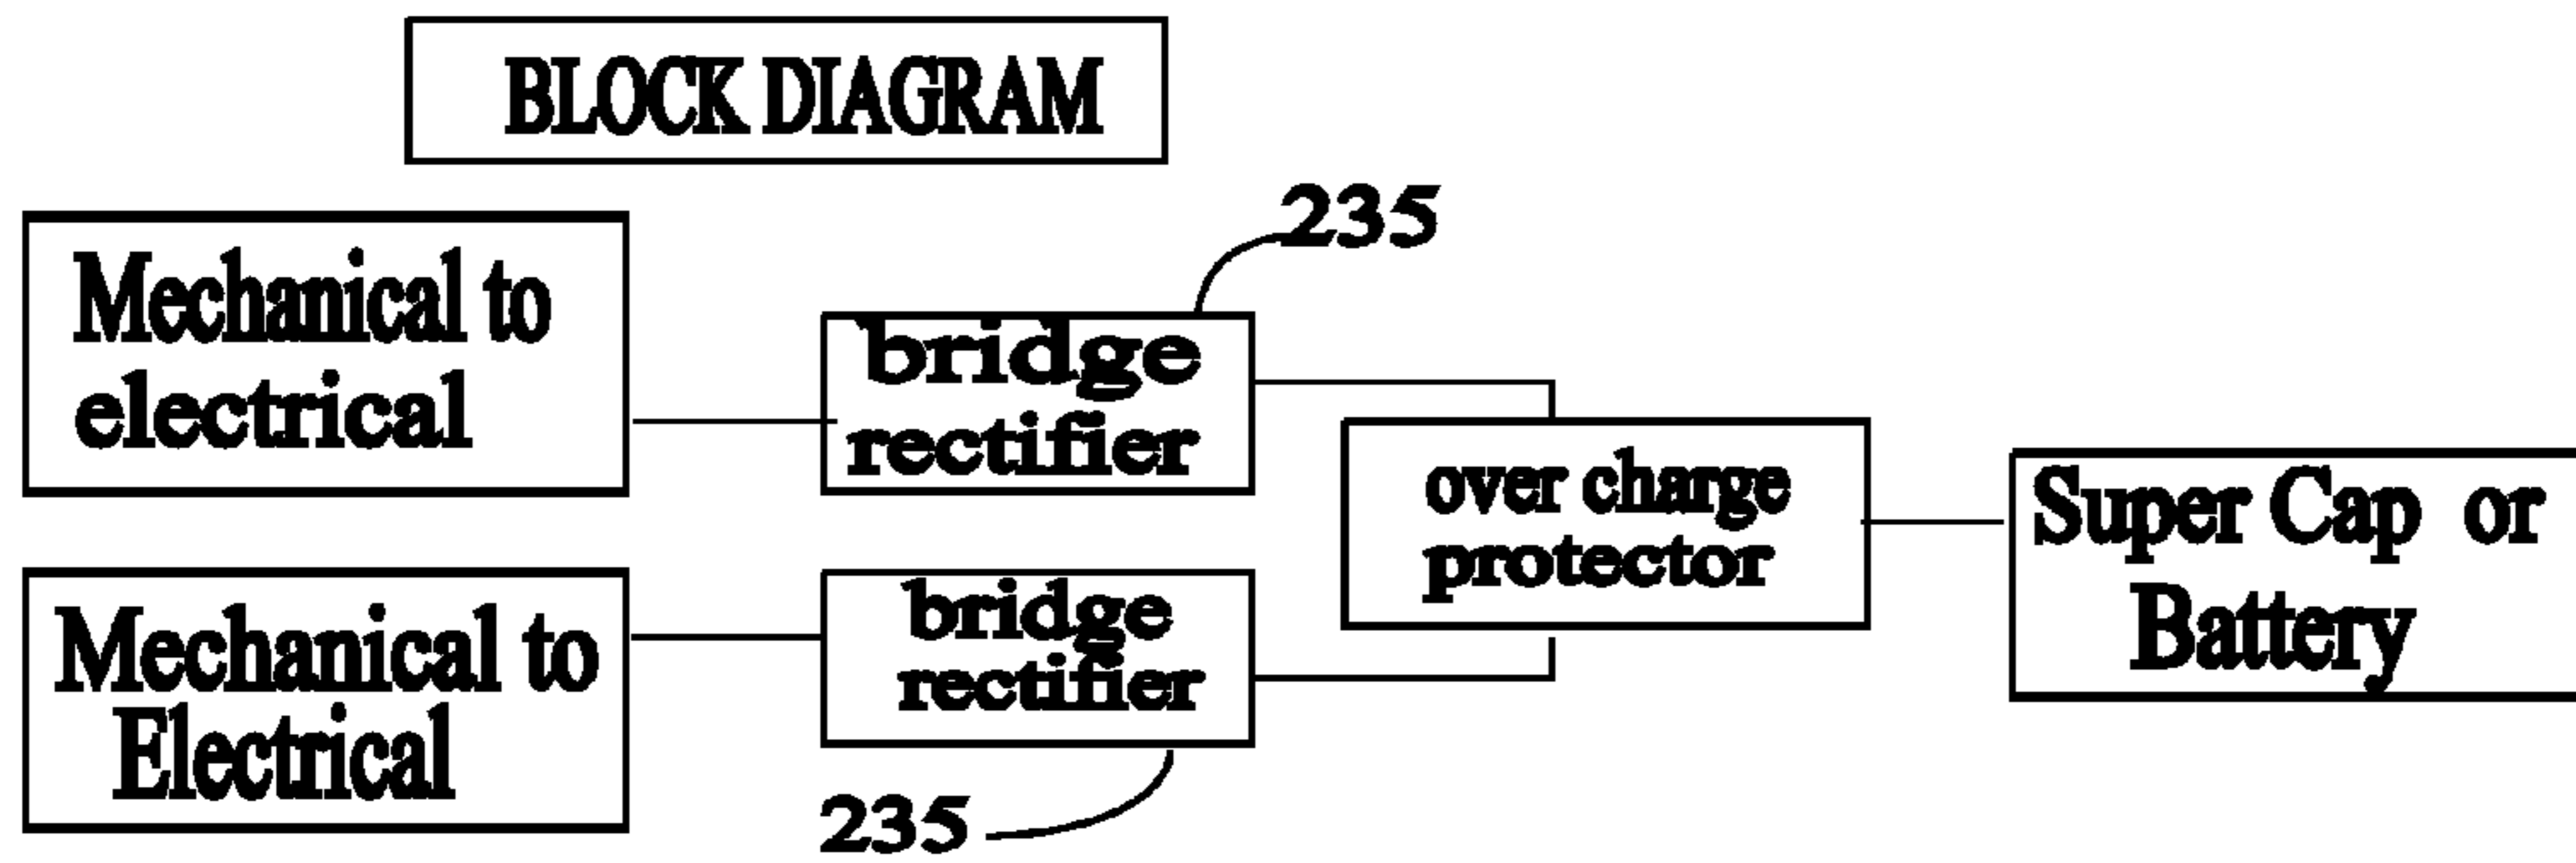 BLOCK DIAGRAM
235
Mechanical to
electrical
bridge
rectifier
over charge
protector
Super Cap or
Battery
Mechanical to
Electrical
bridge
rectifier
235